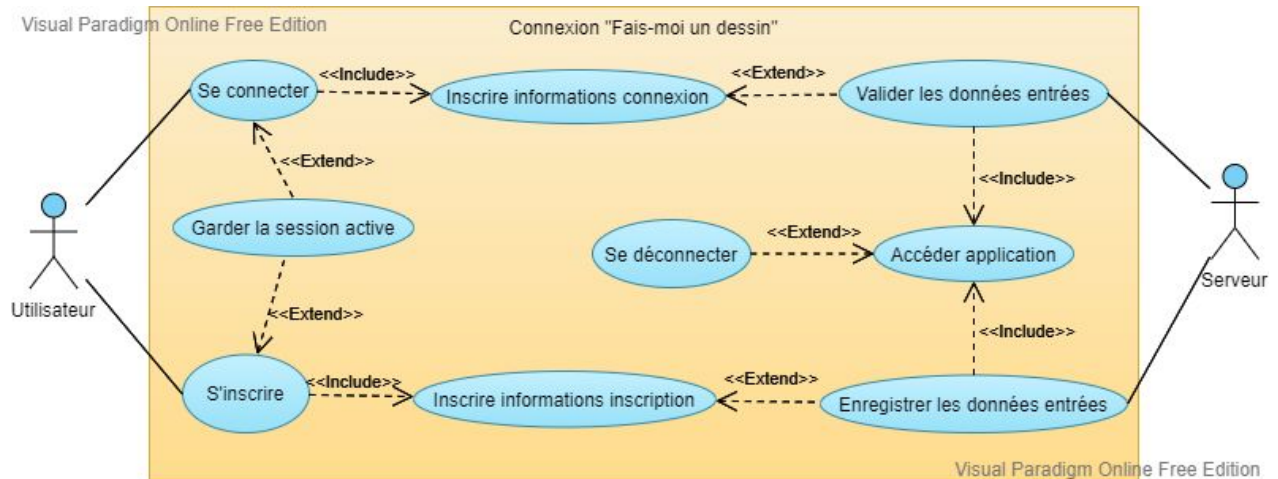 Visual Paradigm Online Free Edition
Connexion "Fais-moi un dessin"
Se connecter
<<Include>>
Inscrire informations connexion
<<Extend>>
Valider les données entrées
<<Extend>>
<<Include>>
Garder la session active
Se déconnecter
<<Extend>>
Accéder application
Utilisateur
Serveur
<<Extend>>
<<Include>>
S'inscrire
<<Include>>
Inscrire informations inscription
<<Extend>>
Enregistrer les données entrées
Visual Paradigm Online Free Edition